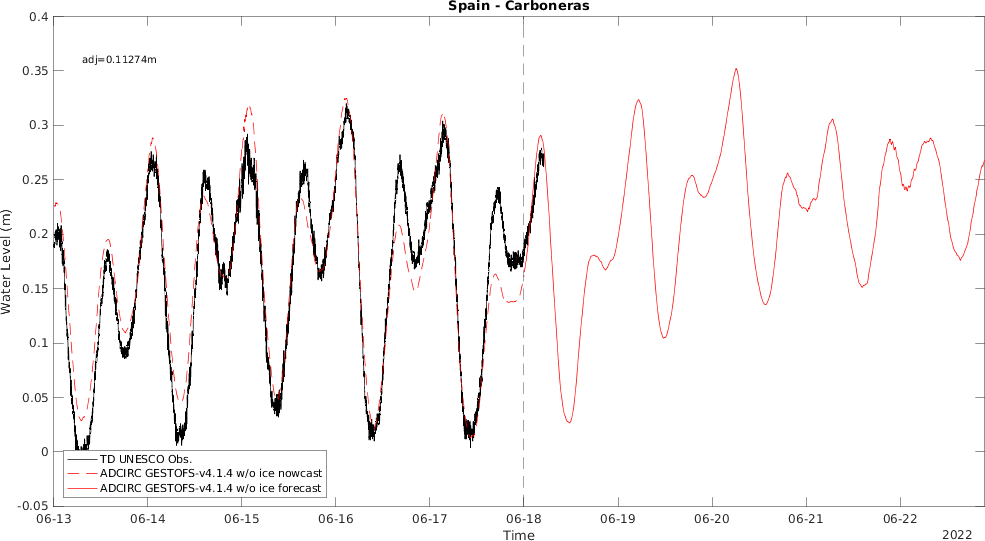 Spain - Carboneras
0.4
0.35
0.3
0.25
0.2
0.15
0.1
0.05
0
-0.05
Water Level (m)
adj=0.11274m
TD UNESCO Obs.
ADCIRC GESTOFS-v4.1.4 w/o ice nowcast
ADCIRC GESTOFS-v4.1.4 w/o ice forecast
06-13 06-14 06-15 06-16 06-17 06-18 06-19 06-20 06-21 06-22
Time
2022